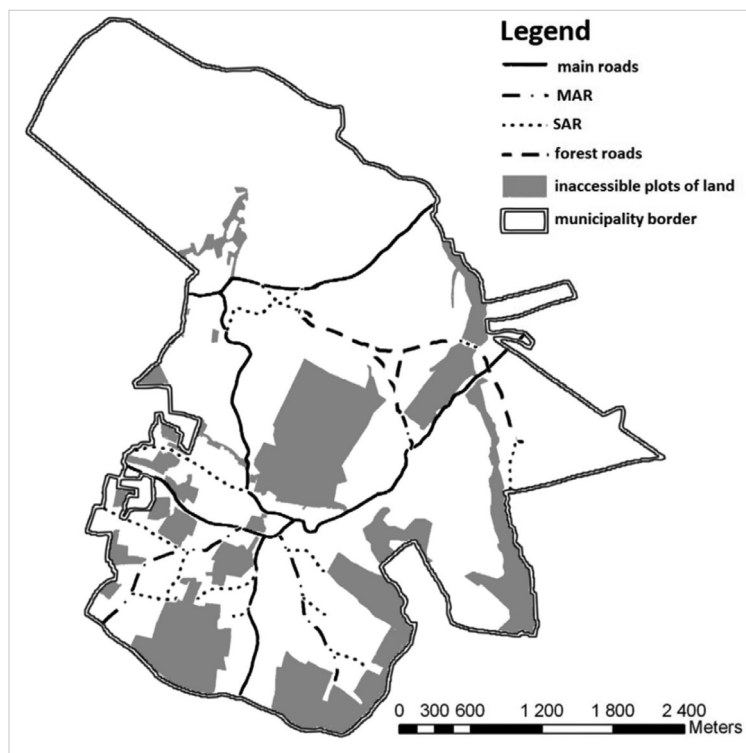 Legend
main roads
MAR
SAR
forest roads
inaccessible plots of land
municipality border
0 300 600 1 200 1 800 2 400
Meters